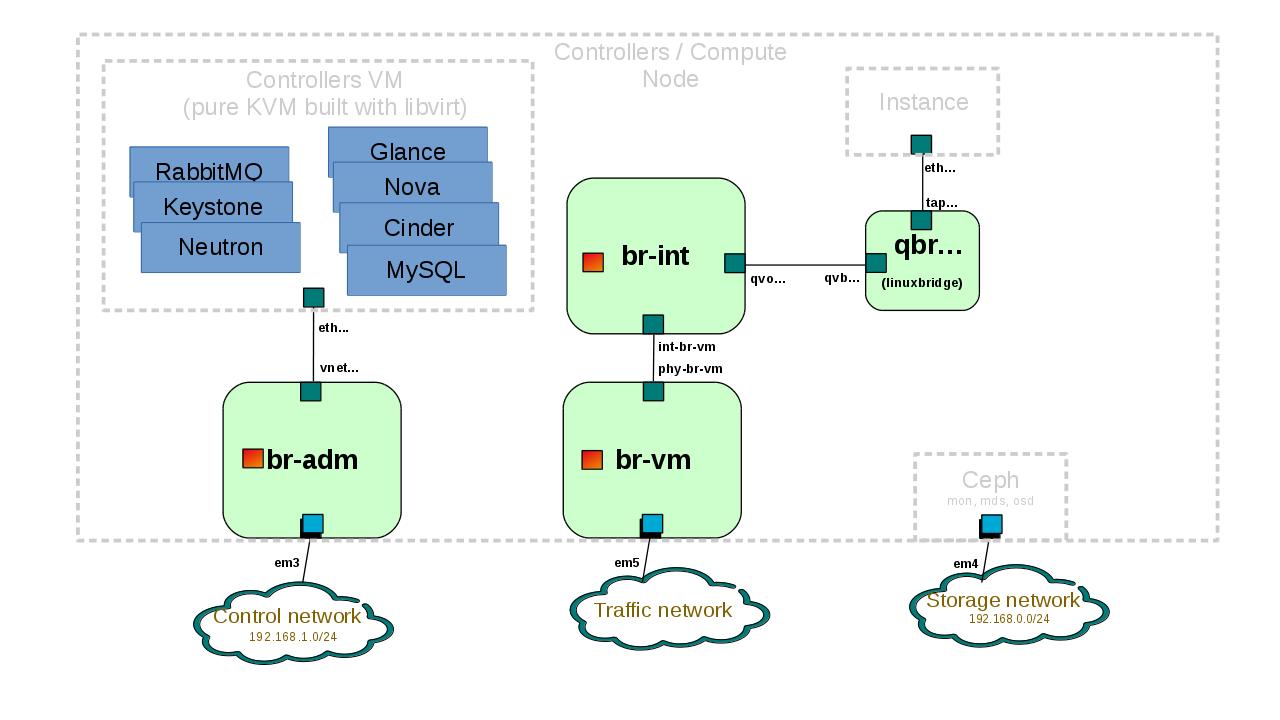 Controllers / Compute
Node
Controllers VM
(pure KVM built with libvirt)
RabbitMQ
Keystone
Neutron
Glance
Nova
Cinder
MySQL
Instance
eth...
tap...
qbr...
(linuxbridge)
br-int
qvo...
qvb...
eth...
vnet...
int-br-vm
phy-br-vm
br-adm
br-vm
Ceph
mon, mds, osd
em3
em5
em4
Control network
192.168.1.0/24
Traffic network
Storage network
192.168.0.0/24